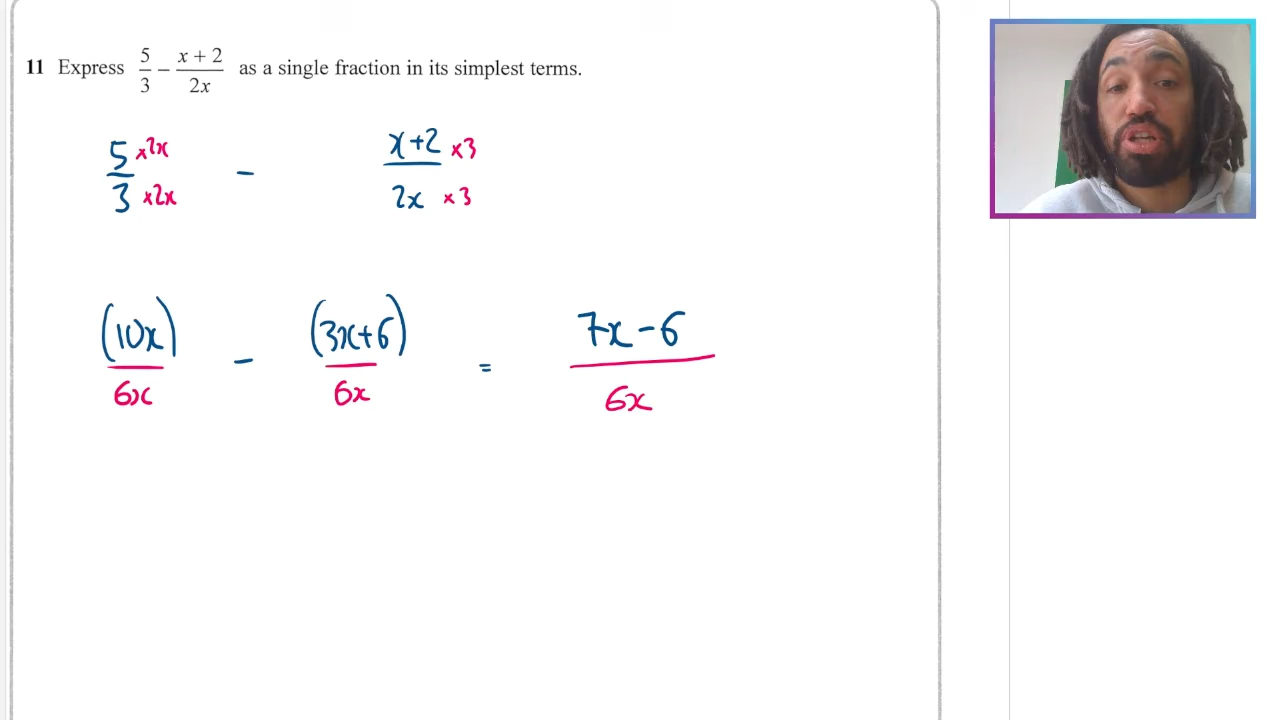 11 Express 5/3 − (x + 2)/2x as a single fraction in its simplest terms.
5 ×2x / 3 ×2x − x+2 ×3 / 2x ×3
(10x)/6x − (3x+6)/6x = 7x−6/6x